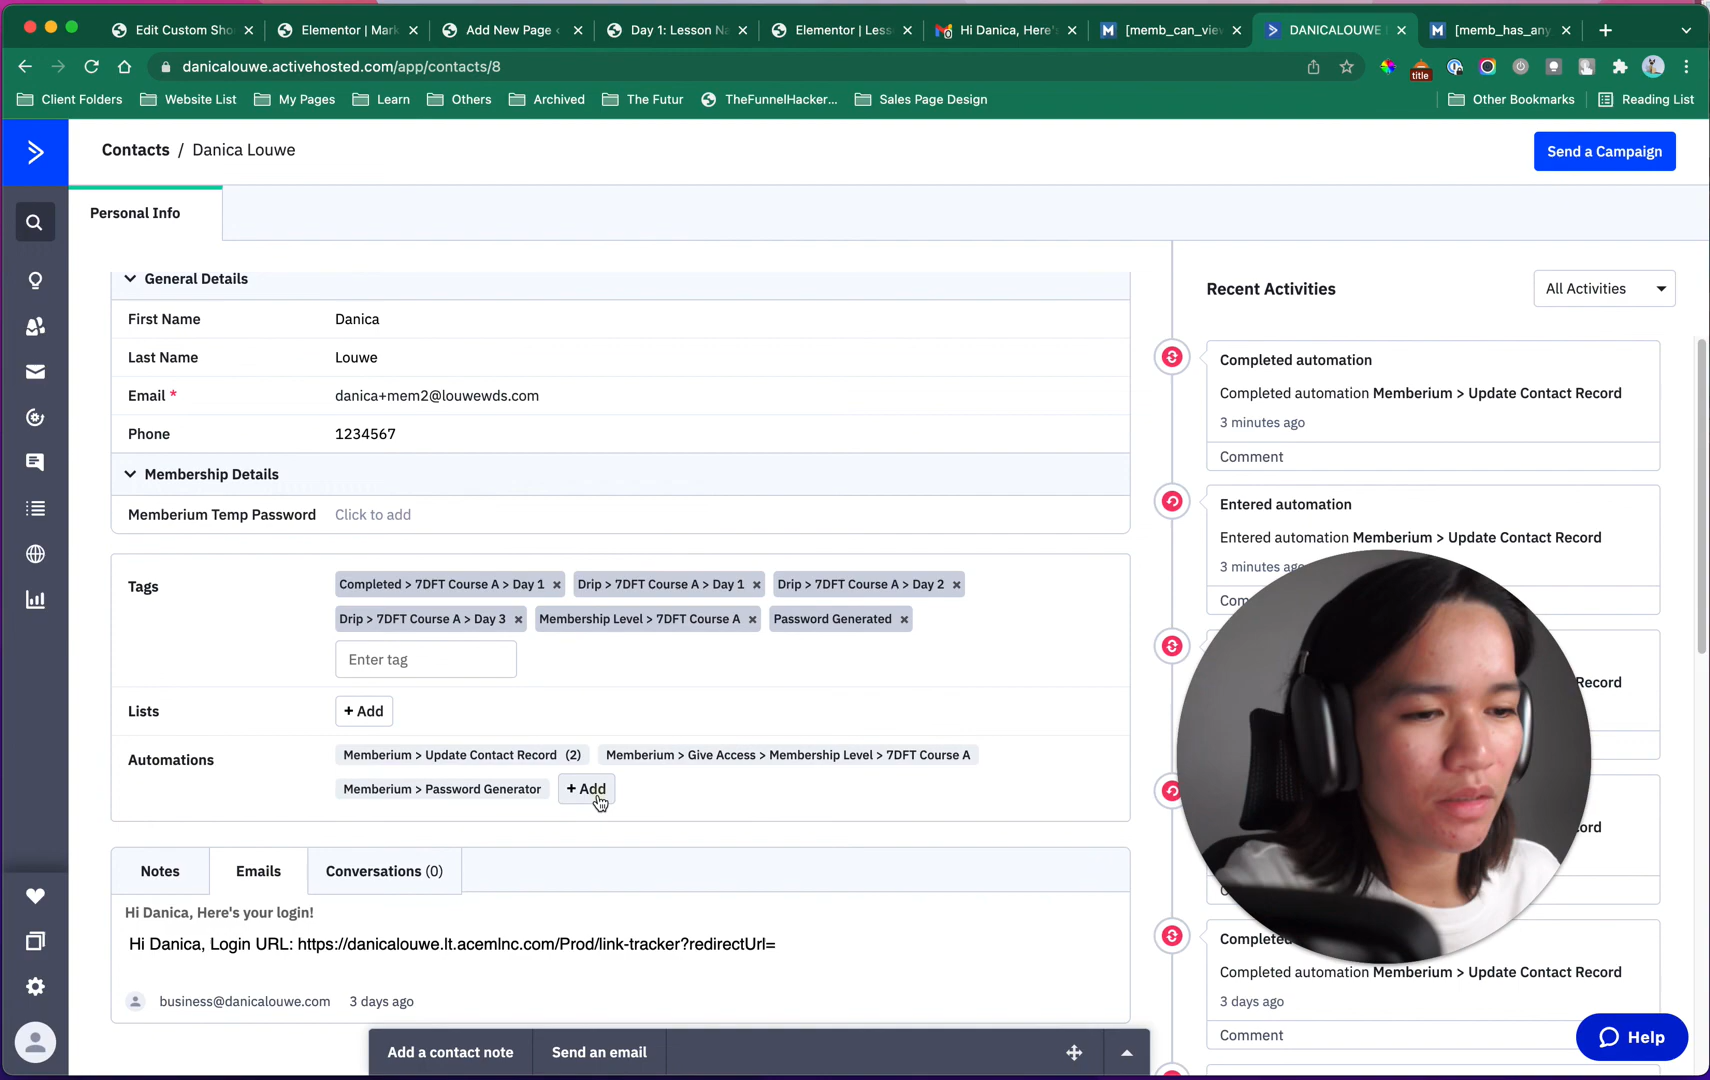 Edit Custom Sho
Elementor | Mark
Add New Page ‹
Day 1: Lesson Na
Elementor | Less
Hi Danica, Here's
[memb_can_view
DANICALOUWE
[memb_has_any
danicalouwe.activehosted.com/app/contacts/8
title
Client Folders
Website List
My Pages
Learn
Others
Archived
The Futur
TheFunnelHacker...
Sales Page Design
Other Bookmarks
Reading List
Contacts / Danica Louwe
Send a Campaign
Personal Info
General Details
First Name Danica
Last Name Louwe
Email * danica+mem2@louwewds.com
Phone 1234567
Membership Details
Memberium Temp Password Click to add
Tags
Completed > 7DFT Course A > Day 1 ×
Drip > 7DFT Course A > Day 1 ×
Drip > 7DFT Course A > Day 2 ×
Drip > 7DFT Course A > Day 3 ×
Membership Level > 7DFT Course A ×
Password Generated ×
Enter tag
Lists
+ Add
Automations
Memberium > Update Contact Record (2)
Memberium > Give Access > Membership Level > 7DFT Course A
Memberium > Password Generator
+ Add
Notes
Emails
Conversations (0)
Hi Danica, Here's your login!
Hi Danica, Login URL: https://danicalouwe.lt.acemlnc.com/Prod/link-tracker?redirectUrl=
business@danicalouwe.com 3 days ago
Add a contact note
Send an email
Recent Activities
All Activities
Completed automation
Completed automation Memberium > Update Contact Record
3 minutes ago
Comment
Entered automation
Entered automation Memberium > Update Contact Record
3 minutes ago
Com
Record
ord
Complete
Completed automation Memberium > Update Contact Record
3 days ago
Comment
Help